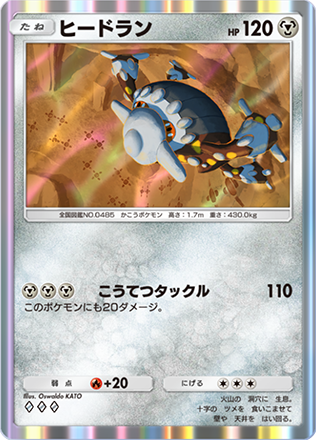 たね ヒードラン HP 120
全国図鑑NO.0485 かこうポケモン 高さ：1.7m 重さ：430.0kg
こうてつタックル 110
このポケモンにも20ダメージ。
弱点 +20 にげる
Illus. Oswaldo KATO
火山の 洞穴に 生息。
十字の ツメを 食いこませて
壁や 天井を はい回る。